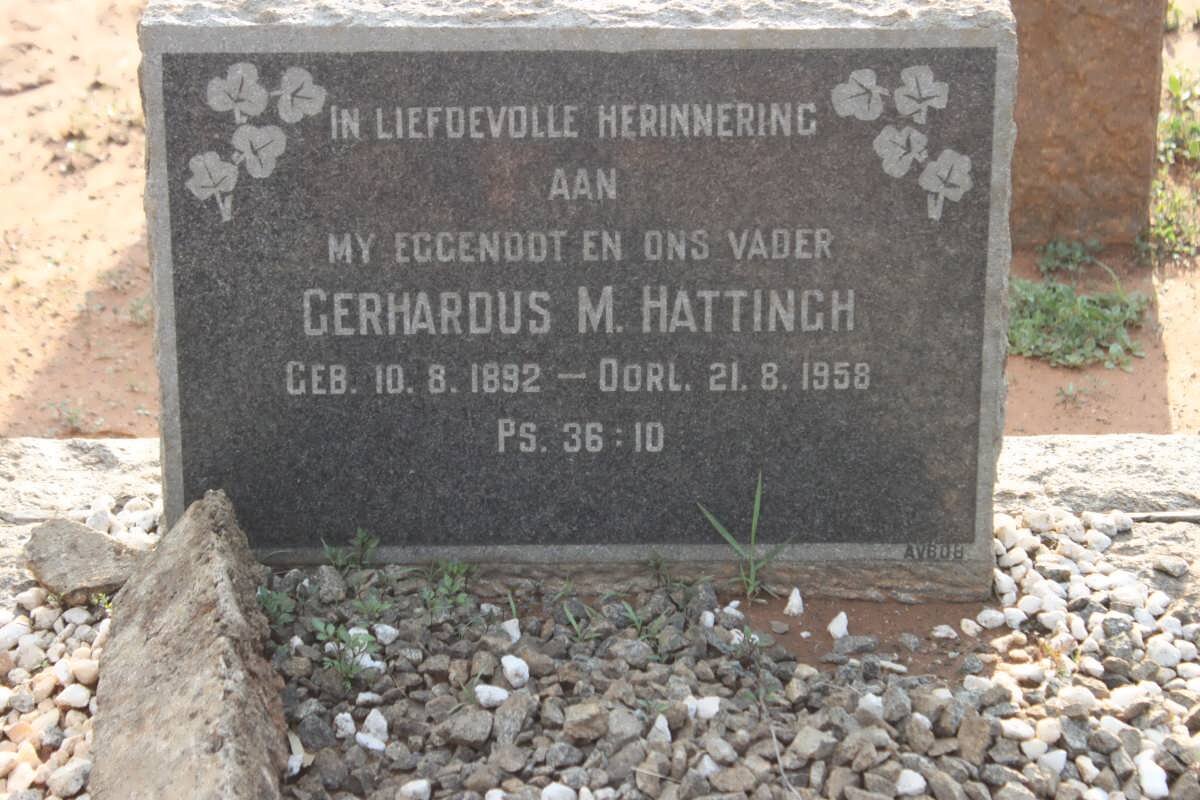 IN LIEFDEVOLLE HERINNERING
AAN
MY EGGENOOT EN ONS VADER
GERHARDUS M. HATTINGH
GEB. 10. 8. 1892 – OORL. 21. 8. 1958
PS. 36 : 10
AVBOB